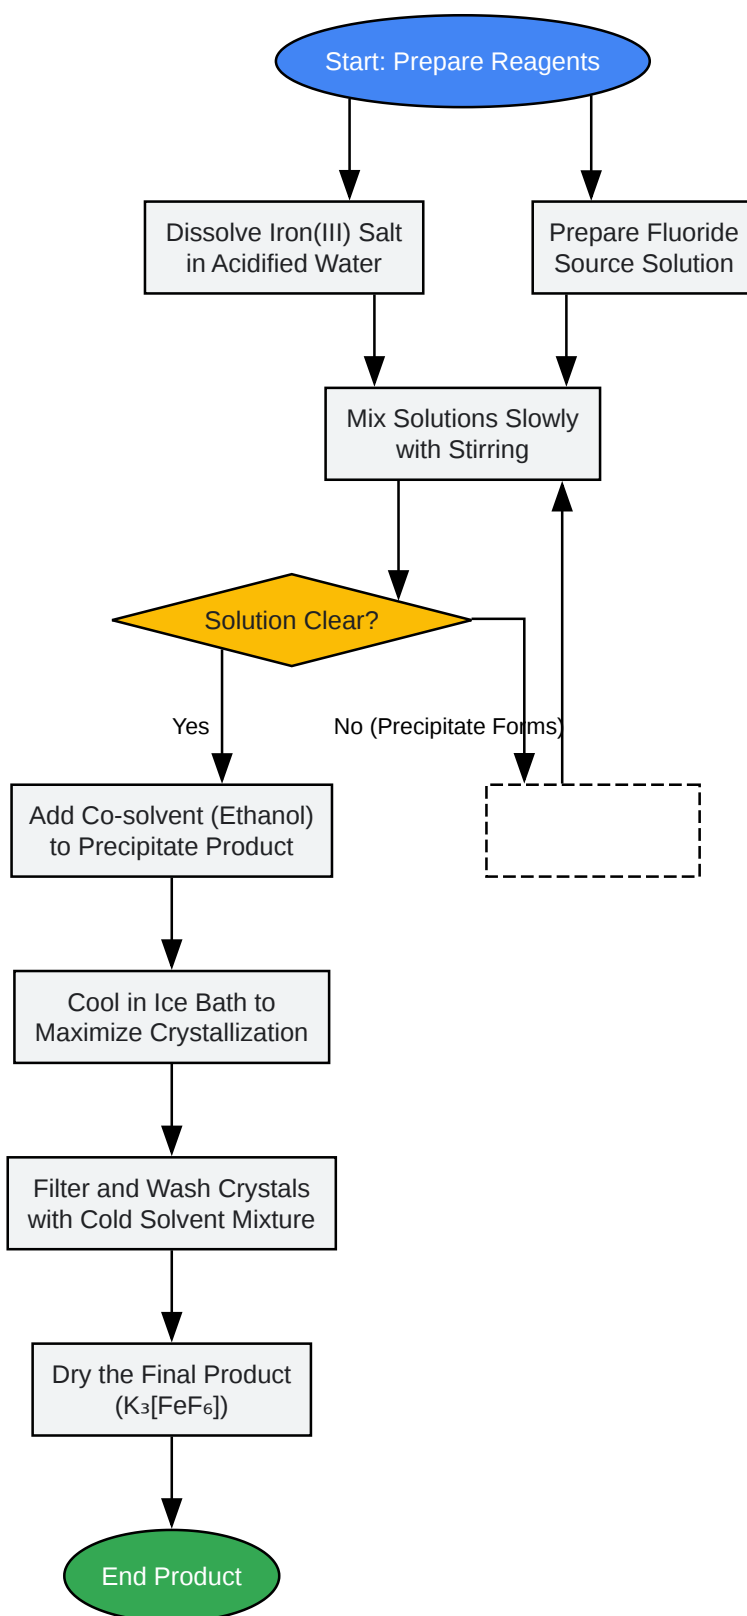 Start: Prepare Reagents
Dissolve Iron(III) Salt
in Acidified Water
Prepare Fluoride
Source Solution
Mix Solutions Slowly
with Stirring
Solution Clear?
Yes
No (Precipitate Forms)
Add Co-solvent (Ethanol)
to Precipitate Product
Cool in Ice Bath to
Maximize Crystallization
Filter and Wash Crystals
with Cold Solvent Mixture
Dry the Final Product
(K₃[FeF₆])
End Product